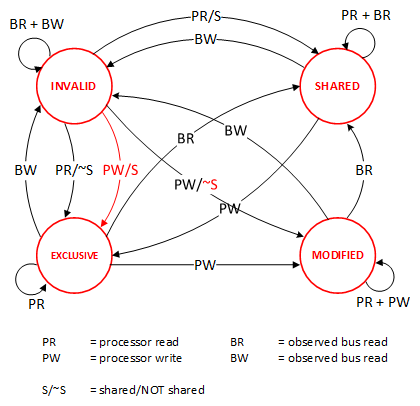 BR + BW
PR/S
PR + BR
BW
INVALID
SHARED
BR
BW
BW
PR/~S
PW/S
PW/~S
BR
PW
EXCLUSIVE
MODIFIED
PW
PR
PR + PW
PR = processor read BR = observed bus read
PW = processor write BW = observed bus read
S/~S = shared/NOT shared